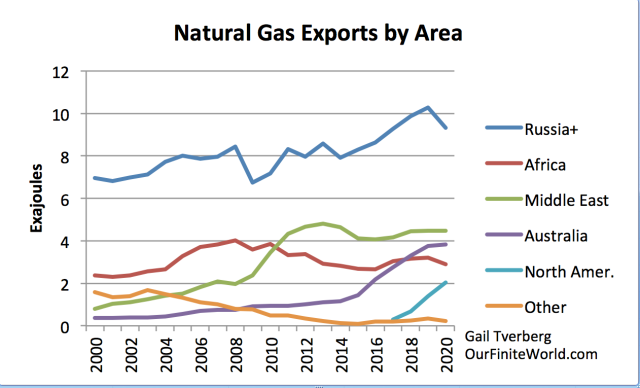 Natural Gas Exports by Area
12
10
8
6
4
2
0
Exajoules
2000
2002
2004
2006
2008
2010
2012
2014
2016
2018
2020
Russia+
Africa
Middle East
Australia
North Amer.
Other
Gail Tverberg
OurFiniteWorld.com